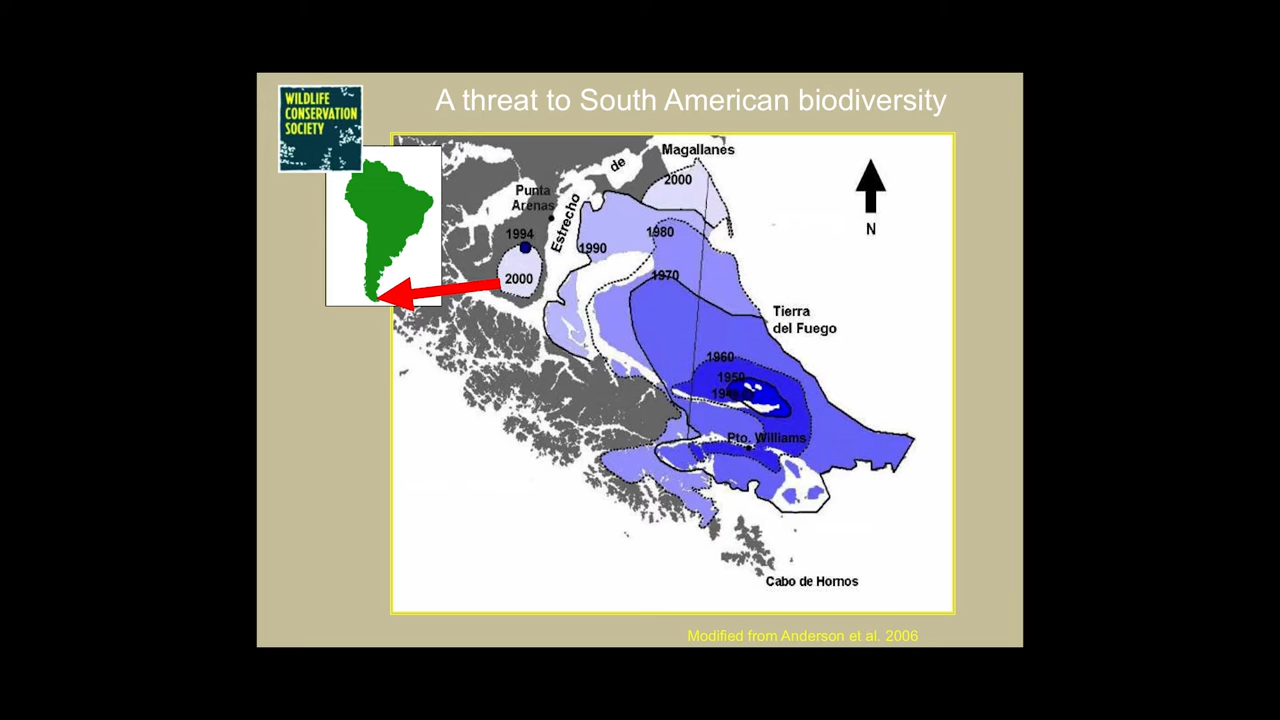 A threat to South American biodiversity
WILDLIFE
CONSERVATION
SOCIETY
Magallanes
de
Estrecho
2000
Punta
Arenas
1994
2000
1990
1980
1970
N
Tierra
del Fuego
1960
1950
Pto. Williams
Cabo de Hornos
Modified from Anderson et al. 2006